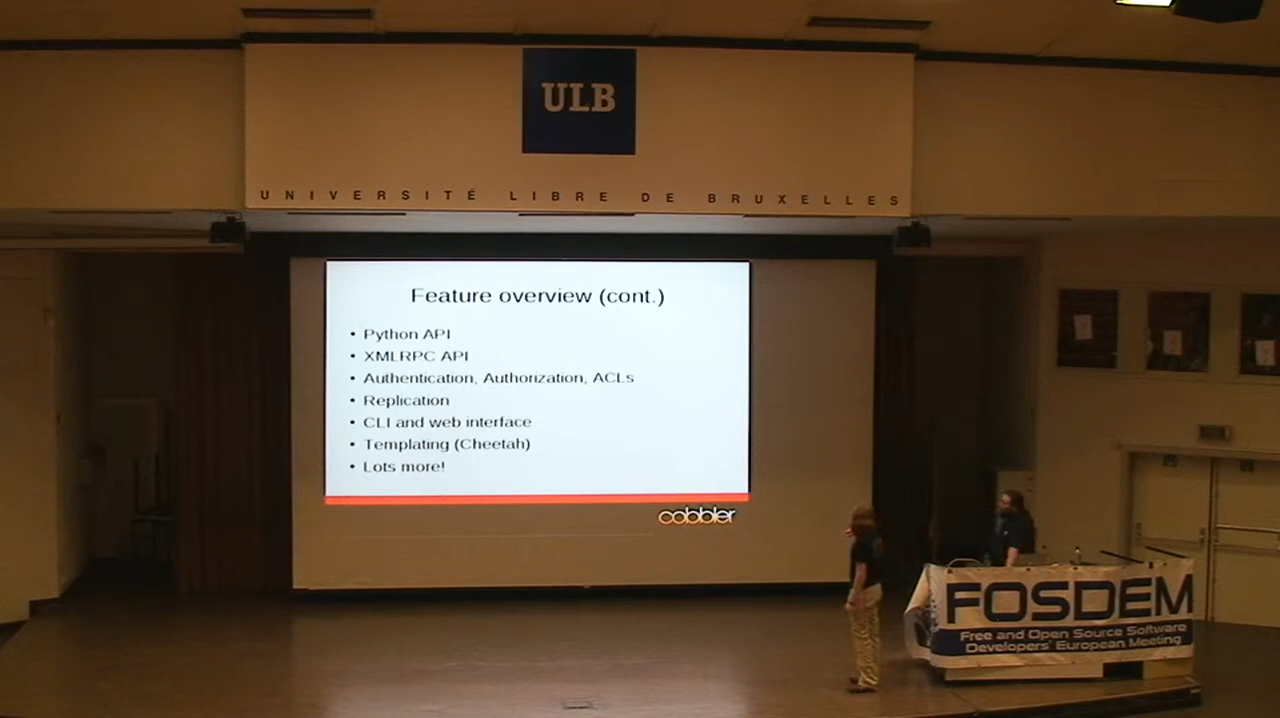 ULB
UNIVERSITÉ LIBRE DE BRUXELLES
Feature overview (cont.)
• Python API
• XMLRPC API
• Authentication, Authorization, ACLs
• Replication
• CLI and web interface
• Templating (Cheetah)
• Lots more!
cobbler
FOSDEM
Free and Open Source Software
Developers' European Meeting